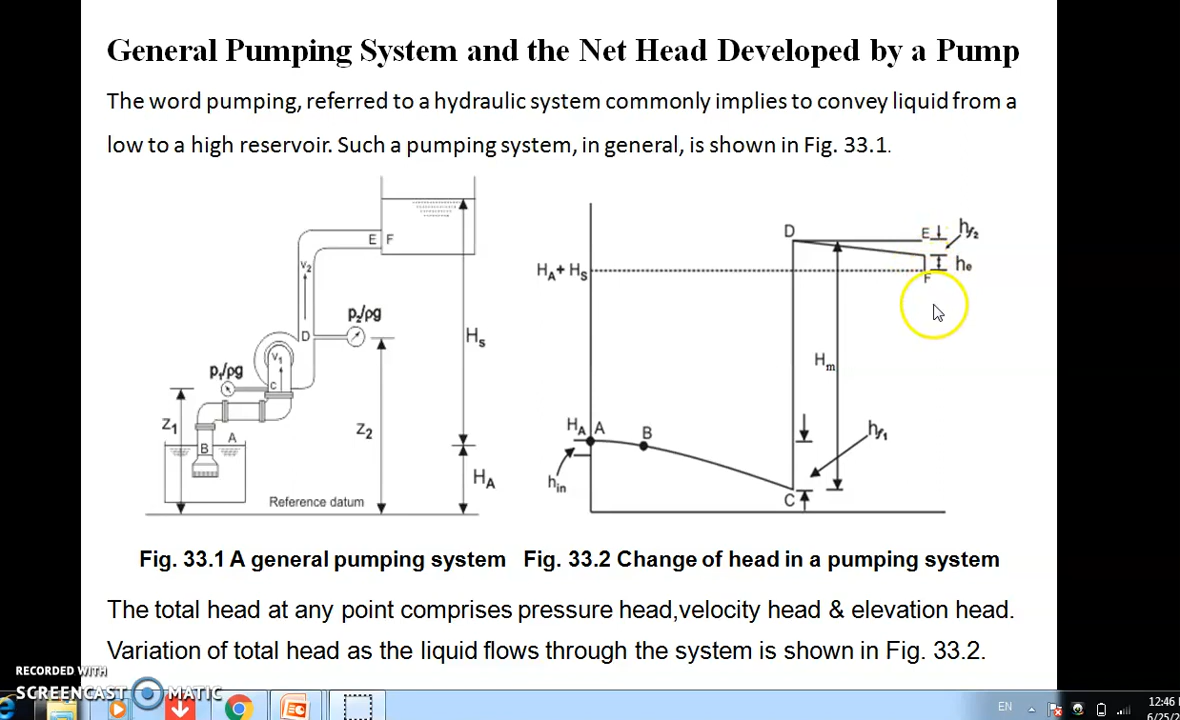 General Pumping System and the Net Head Developed by a Pump
The word pumping, referred to a hydraulic system commonly implies to convey liquid from a
low to a high reservoir. Such a pumping system, in general, is shown in Fig. 33.1.
E F
V2
p2/ρg
D
Hs
V1
p1/ρg
C
Z1
A
B
Z2
HA
Reference datum
D
E
hf2
he
F
HA+ Hs
Hm
HA A
B
hf1
hin
C
Fig. 33.1 A general pumping system
Fig. 33.2 Change of head in a pumping system
The total head at any point comprises pressure head,velocity head & elevation head.
Variation of total head as the liquid flows through the system is shown in Fig. 33.2.
RECORDED WITH
SCREENCAST MATIC
EN
12:46
6/25/2